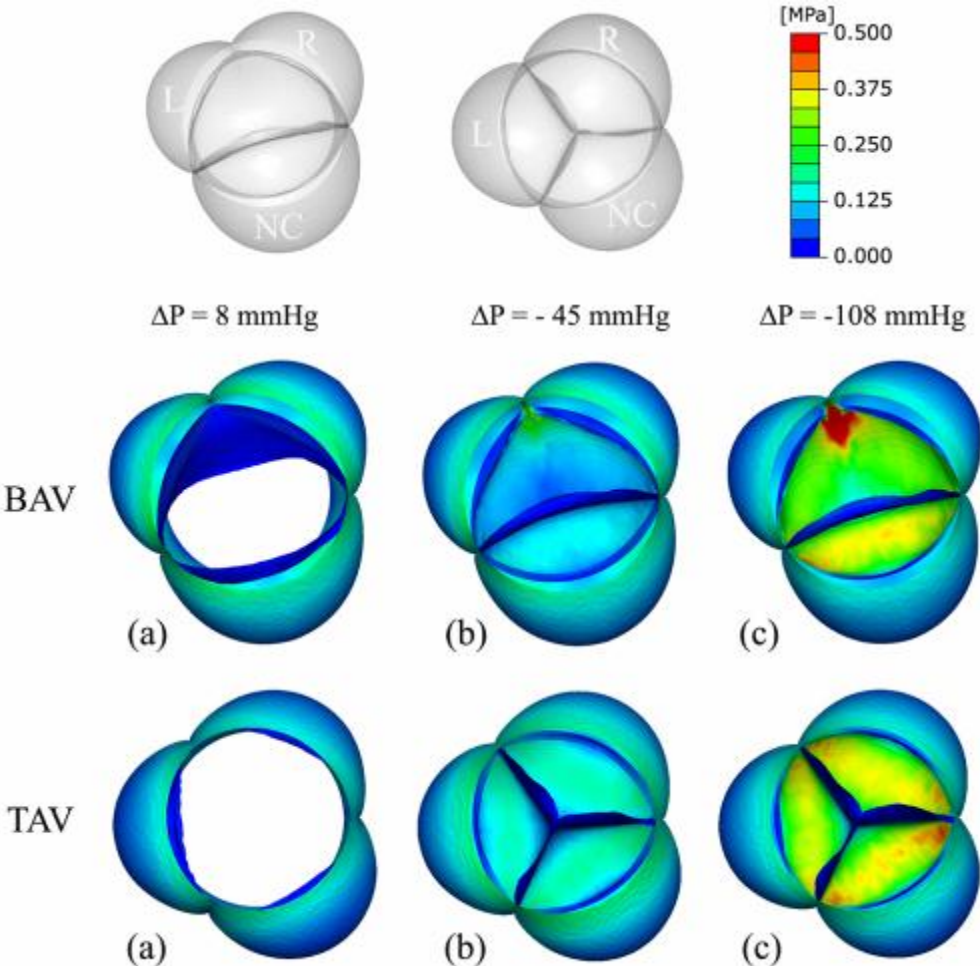 [MPa]
R
L
NC
R
L
NC
0.500
0.375
0.250
0.125
0.000
ΔP = 8 mmHg
ΔP = - 45 mmHg
ΔP = -108 mmHg
BAV
(a)
(b)
(c)
TAV
(a)
(b)
(c)